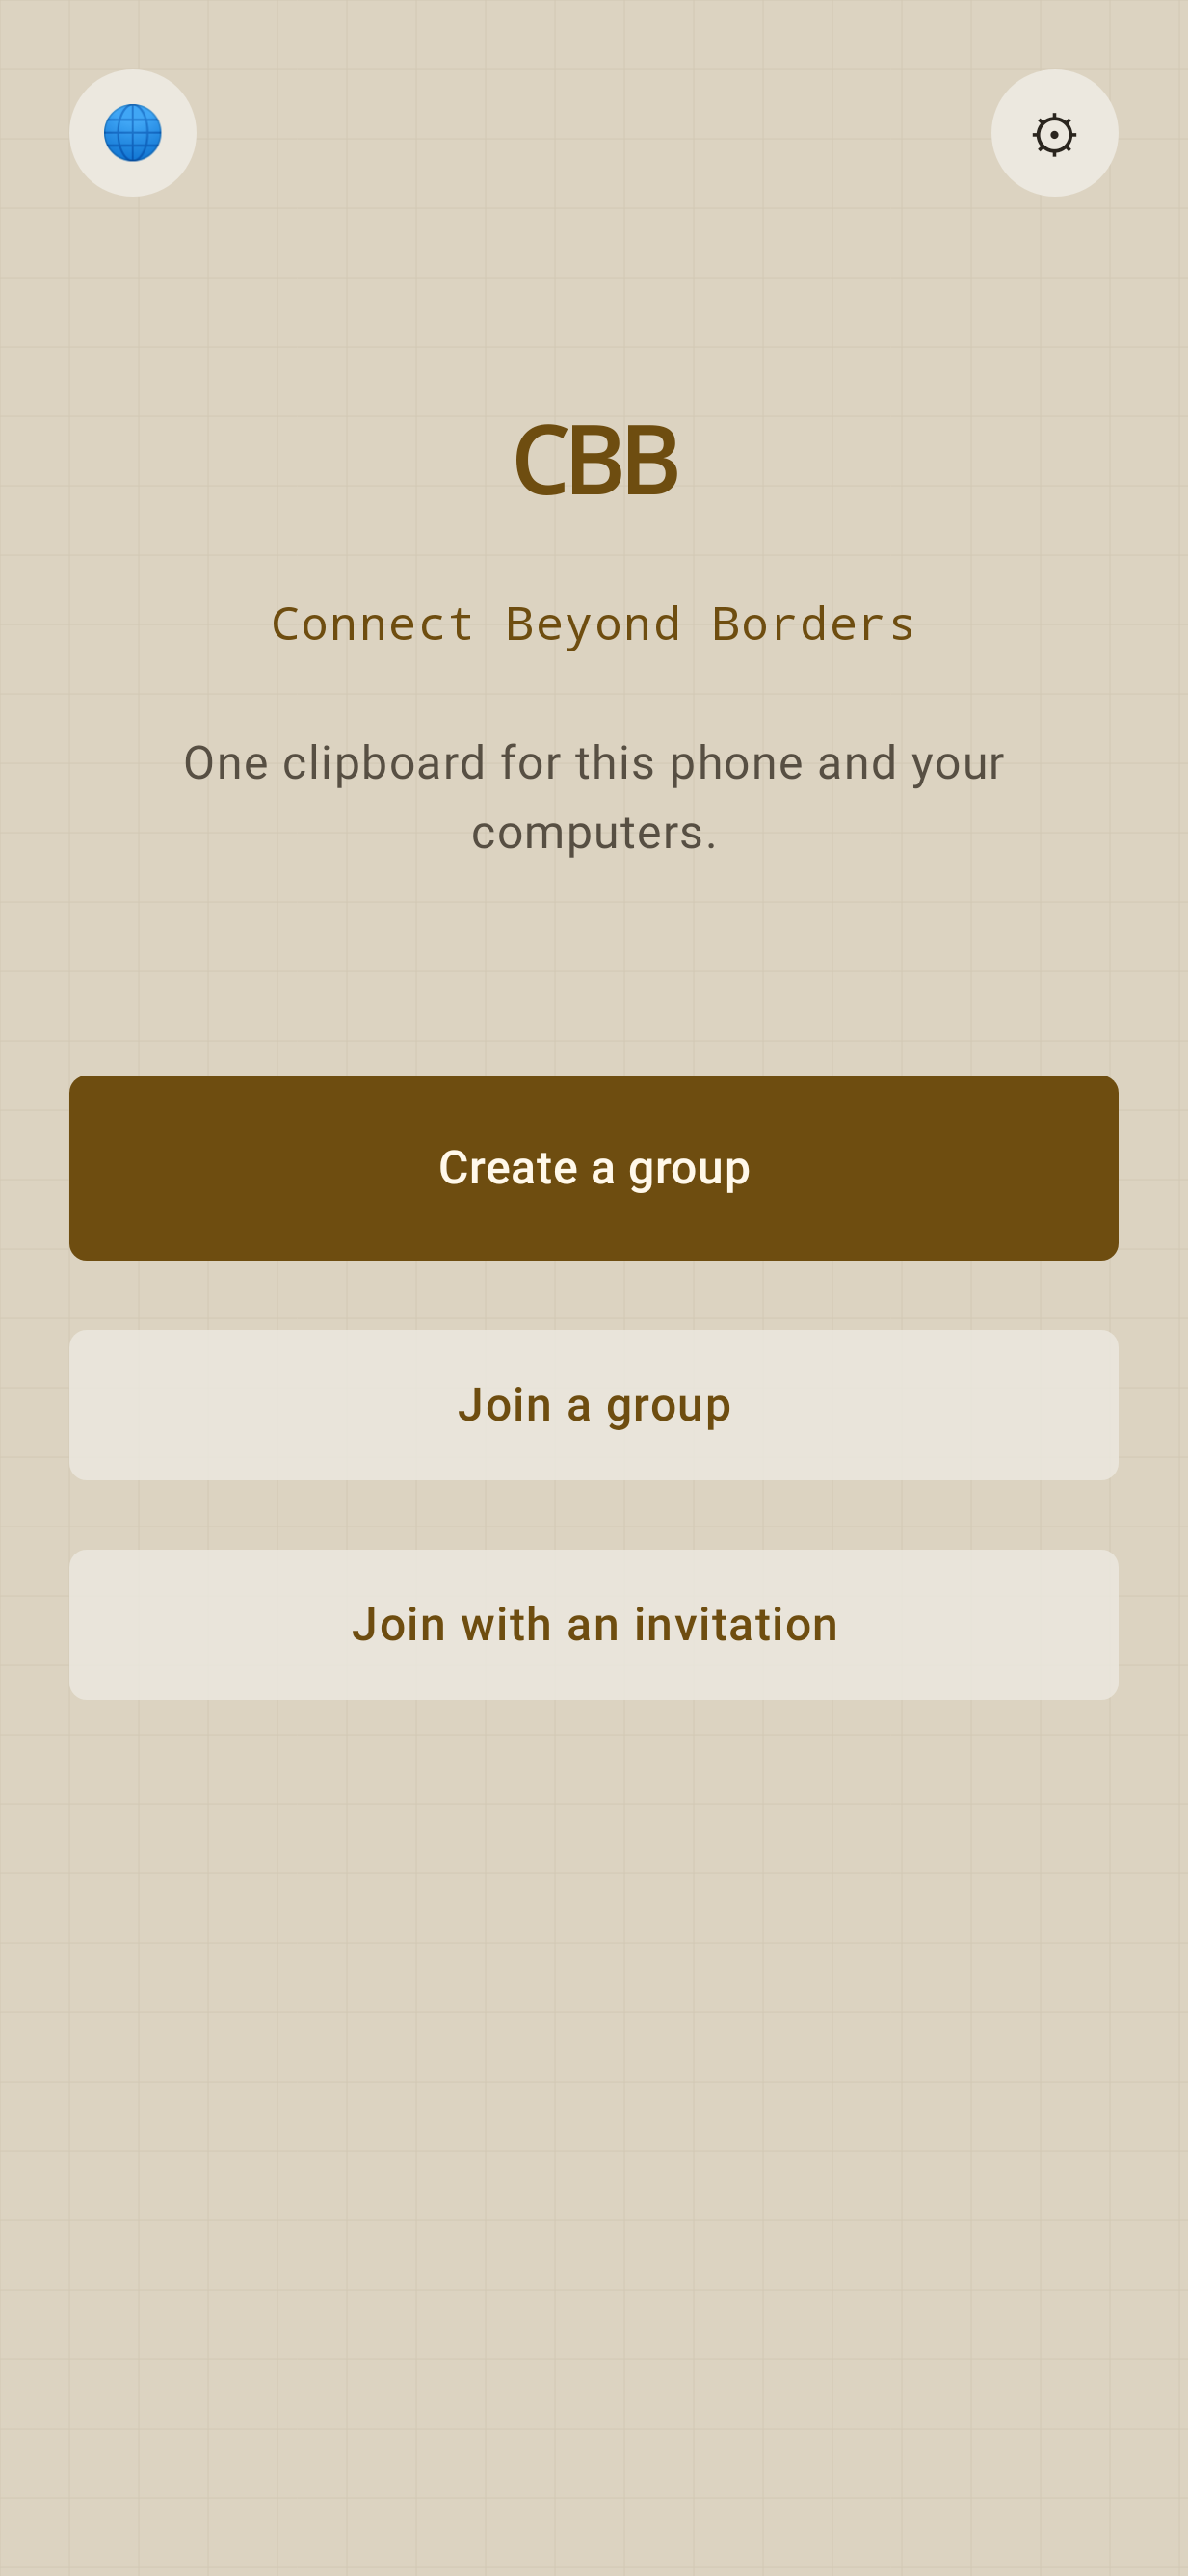 CBB
Connect Beyond Borders
One clipboard for this phone and your
computers.
Create a group
Join a group
Join with an invitation